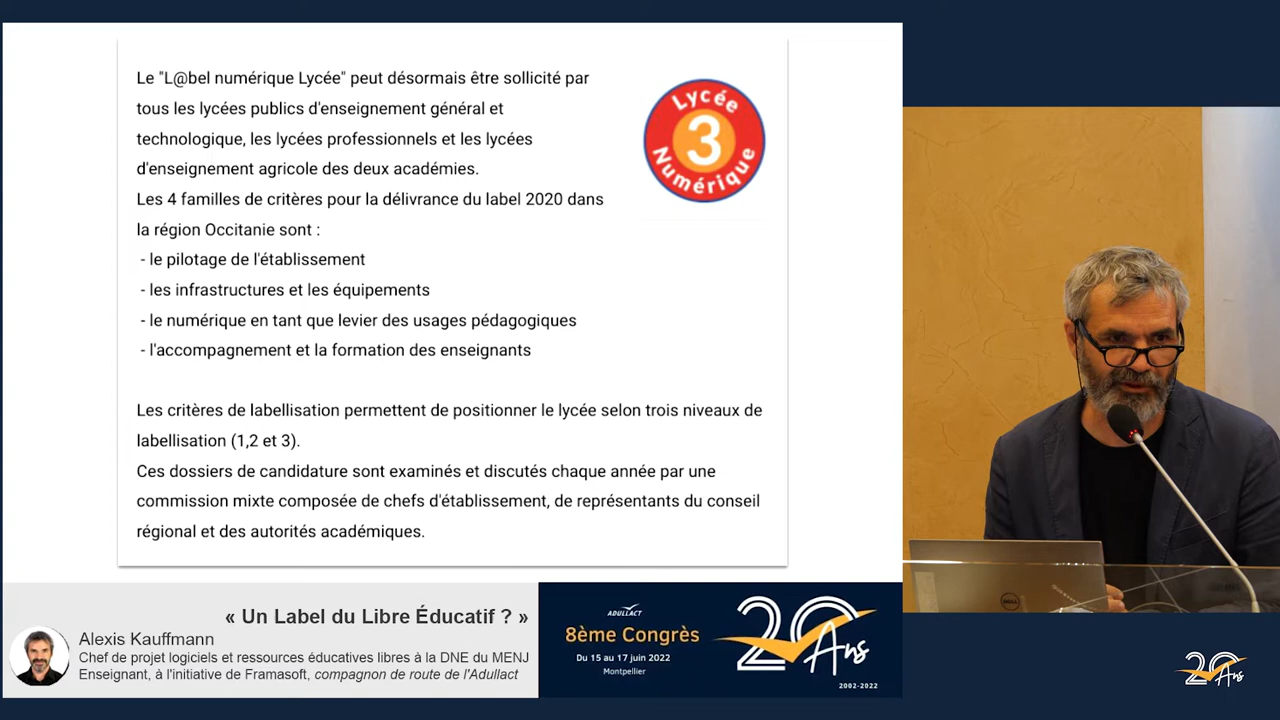 Le "L@bel numérique Lycée" peut désormais être sollicité par
tous les lycées publics d'enseignement général et
technologique, les lycées professionnels et les lycées
d'enseignement agricole des deux académies.
Les 4 familles de critères pour la délivrance du label 2020 dans
la région Occitanie sont :
- le pilotage de l'établissement
- les infrastructures et les équipements
- le numérique en tant que levier des usages pédagogiques
- l'accompagnement et la formation des enseignants
Les critères de labellisation permettent de positionner le lycée selon trois niveaux de
labellisation (1,2 et 3).
Ces dossiers de candidature sont examinés et discutés chaque année par une
commission mixte composée de chefs d'établissement, de représentants du conseil
régional et des autorités académiques.
Lycée
3
Numérique
« Un Label du Libre Éducatif ? »
Alexis Kauffmann
Chef de projet logiciels et ressources éducatives libres à la DNE du MENJ
Enseignant, à l'initiative de Framasoft, compagnon de route de l'Adullact
ADULLACT
8ème Congrès
Du 15 au 17 juin 2022
Montpellier
20
Ans
2002-2022
DELL
20
Ans